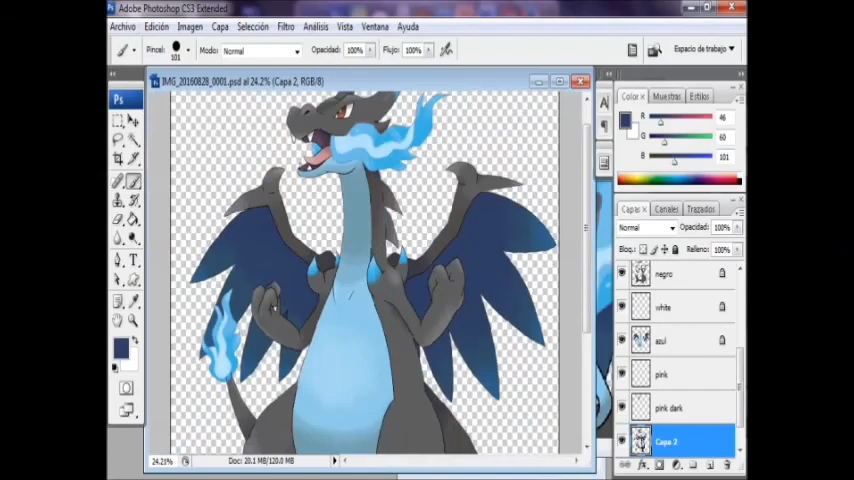 Adobe Photoshop CS3 Extended
Archivo Edición Imagen Capa Selección Filtro Análisis Vista Ventana Ayuda
Pincel: 101 Modo: Normal Opacidad: 100% Flujo: 100% Espacio de trabajo
IMG_20160828_0001.psd al 24.2% (Capa 2, RGB/8)
Ps
Color Muestras Estilos
R 46
G 60
B 101
Capas Canales Trazados
Normal Opacidad: 100%
Bloq.: Relleno: 100%
negro
white
azul
pink
pink dark
Capa 2
24.21% Doc: 20.1 MB/120.0 MB